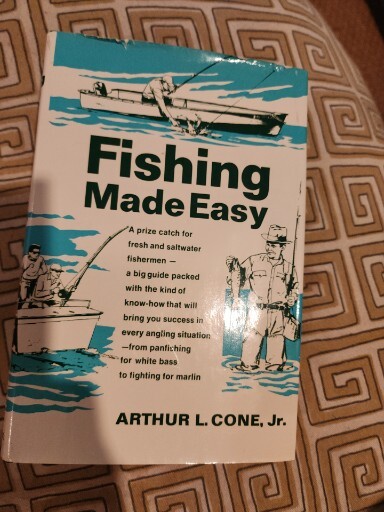 Fishing
Made Easy
A prize catch for
fresh and saltwater
fishermen —
a big guide packed
with the kind of
know-how that will
bring you success in
every angling situation
—from panfishing
for white bass
to fighting for marlin
ARTHUR L. CONE, Jr.